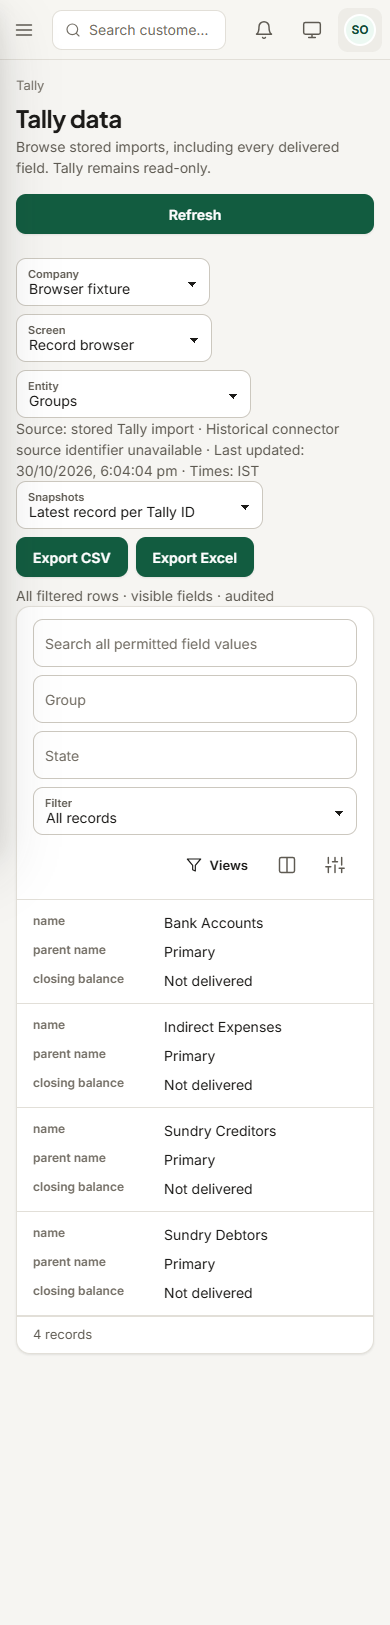 Search custome...
SO
Tally
Tally data
Browse stored imports, including every delivered
field. Tally remains read-only.
Refresh
Company
Browser fixture
Screen
Record browser
Entity
Groups
Source: stored Tally import · Historical connector
source identifier unavailable · Last updated:
30/10/2026, 6:04:04 pm · Times: IST
Snapshots
Latest record per Tally ID
Export CSV Export Excel
All filtered rows · visible fields · audited
Search all permitted field values
Group
State
Filter
All records
Views
name Bank Accounts
parent name Primary
closing balance Not delivered
name Indirect Expenses
parent name Primary
closing balance Not delivered
name Sundry Creditors
parent name Primary
closing balance Not delivered
name Sundry Debtors
parent name Primary
closing balance Not delivered
4 records